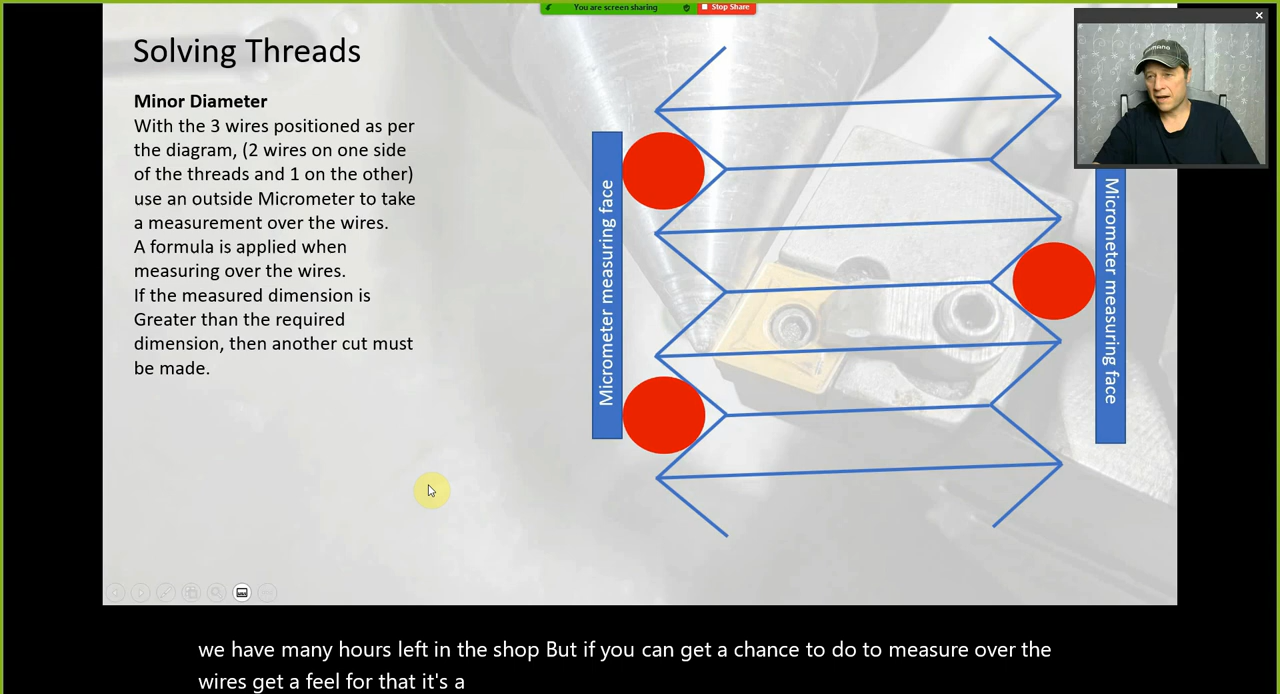 You are screen sharing
Stop Share
Solving Threads
Minor Diameter
With the 3 wires positioned as per
the diagram, (2 wires on one side
of the threads and 1 on the other)
use an outside Micrometer to take
a measurement over the wires.
A formula is applied when
measuring over the wires.
If the measured dimension is
Greater than the required
dimension, then another cut must
be made.
Micrometer measuring face
Micrometer measuring face
we have many hours left in the shop But if you can get a chance to do to measure over the
wires get a feel for that it's a